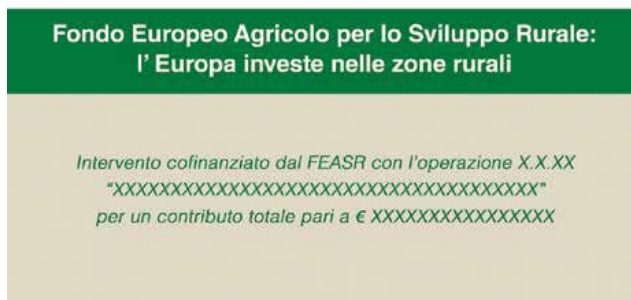 Fondo Europeo Agricolo per lo Sviluppo Rurale:
l' Europa investe nelle zone rurali
Intervento cofinanziato dal FEASR con l'operazione X.X.XX
"XXXXXXXXXXXXXXXXXXXXXXXXXXXXXXXXXXXXX"
per un contributo totale pari a € XXXXXXXXXXXXXXXX